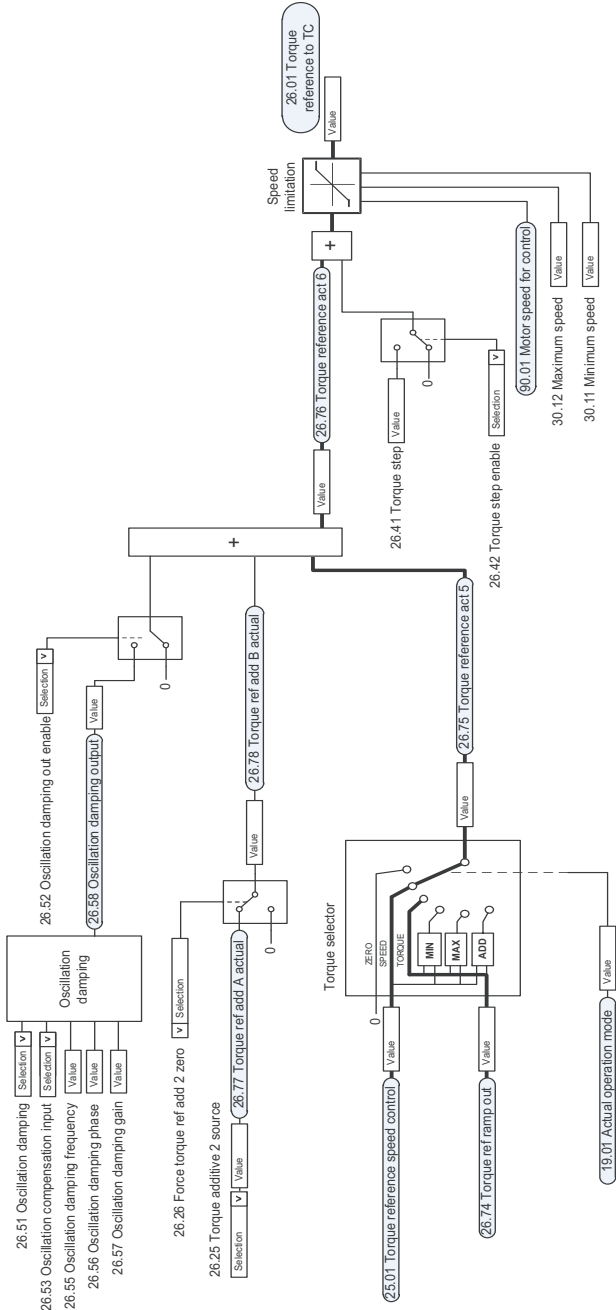 26.51 Oscillation damping
Selection
v
26.53 Oscillation compensation input
Selection
v
26.55 Oscillation damping frequency
Value
26.56 Oscillation damping phase
Value
26.57 Oscillation damping gain
Value
Oscillation
damping
26.58 Oscillation damping output
Value
26.52 Oscillation damping out enable
Selection
v
0
26.26 Force torque ref add 2 zero
v
Selection
26.25 Torque additive 2 source
Selection
v
Value
26.77 Torque ref add A actual
0
Value
26.78 Torque ref add B actual
+
Value
26.76 Torque reference act 6
+
Speed
limitation
Value
26.01 Torque
reference to TC
26.41 Torque step
Value
0
26.42 Torque step enable
Selection
v
90.01 Motor speed for control
30.12 Maximum speed
Value
30.11 Minimum speed
Value
Torque selector
0
ZERO
SPEED
TORQUE
MIN
MAX
ADD
25.01 Torque reference speed control
Value
26.74 Torque ref ramp out
Value
19.01 Actual operation mode
Value
Value
26.75 Torque reference act 5